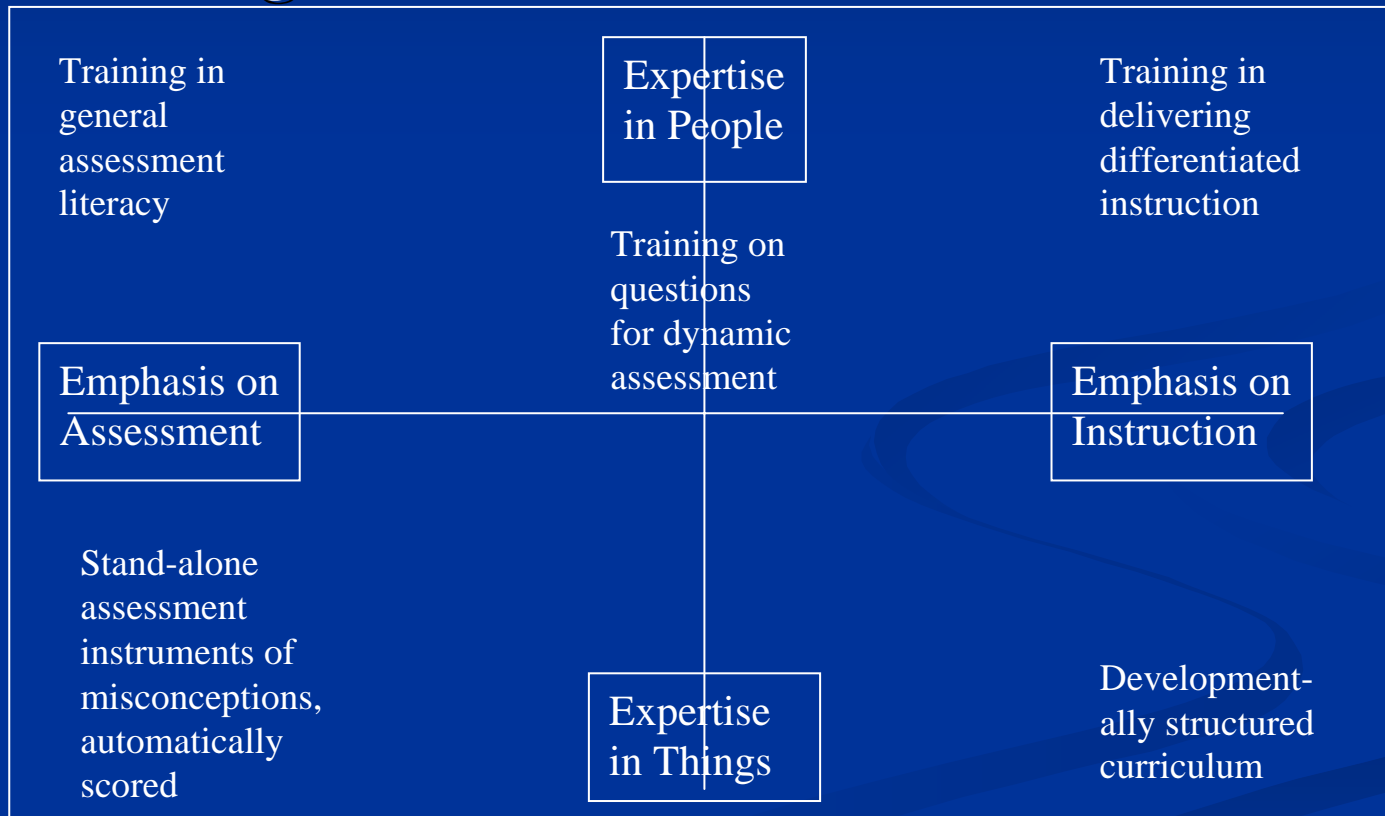 Training in
general
assessment
literacy
Expertise
in People
Training in
delivering
differentiated
instruction
Training on
questions
for dynamic
assessment
Emphasis on
Assessment
Emphasis on
Instruction
Stand-alone
assessment
instruments of
misconceptions,
automatically
scored
Expertise
in Things
Development-
ally structured
curriculum